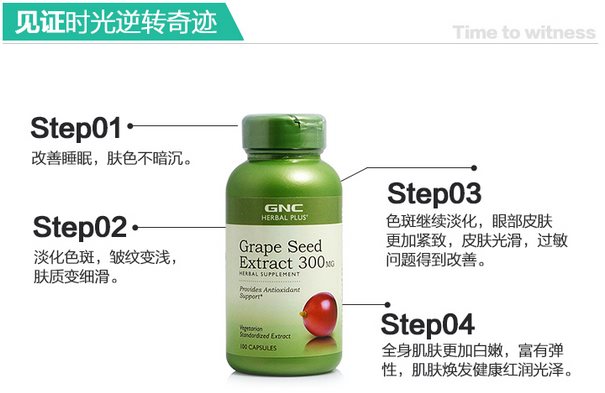 见证时光逆转奇迹
Time to witness
Step01
改善睡眠，肤色不暗沉。
Step02
淡化色斑，皱纹变浅，
肤质变细滑。
Step03
色斑继续淡化，眼部皮肤
更加紧致，皮肤光滑，过敏
问题得到改善。
Step04
全身肌肤更加白嫩，富有弹
性，肌肤焕发健康红润光泽。
GNC
HERBAL PLUS®
Grape Seed
Extract 300MG
HERBAL SUPPLEMENT
Provides Antioxidant
Support*
Vegetarian
Standardized Extract
100 CAPSULES